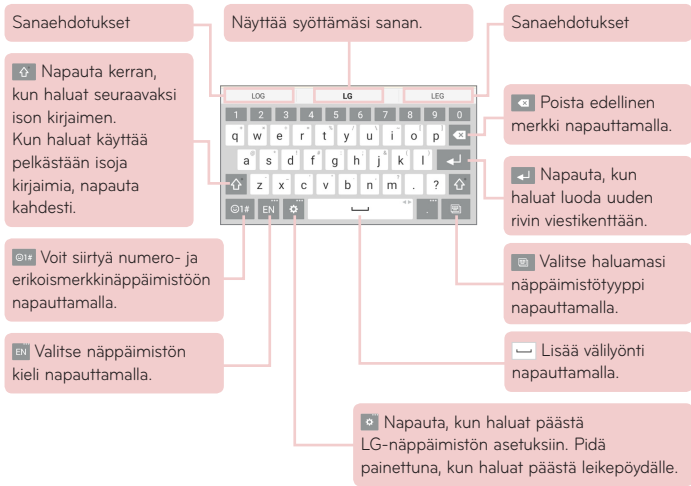 Sanaehdotukset
Näyttää syöttämäsi sanan.
Sanaehdotukset
Napauta kerran,
kun haluat seuraavaksi
ison kirjaimen.
Kun haluat käyttää
pelkästään isoja
kirjaimia, napauta
kahdesti.
LOG LG LEG
1 2 3 4 5 6 7 8 9 0
q w e r t y u i o p
a s d f g h j k l
z x c v b n m . ?
1# EN .
Poista edellinen
merkki napauttamalla.
Napauta, kun
haluat luoda uuden
rivin viestikenttään.
1# Voit siirtyä numero- ja
erikoismerkkinäppäimistöön
napauttamalla.
Valitse haluamasi
näppäimistötyyppi
napauttamalla.
EN Valitse näppäimistön
kieli napauttamalla.
Lisää välilyönti
napauttamalla.
Napauta, kun haluat päästä
LG-näppäimistön asetuksiin. Pidä
painettuna, kun haluat päästä leikepöydälle.